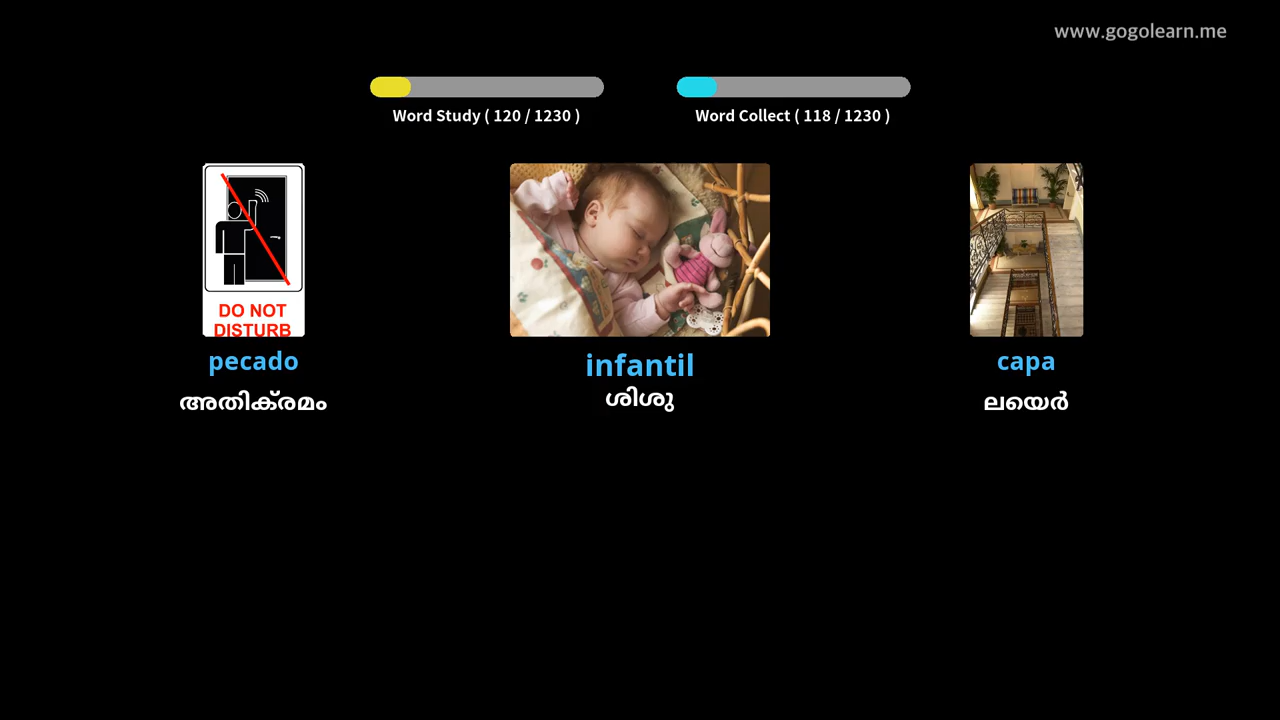 www.gogolearn.me
Word Study ( 120 / 1230 )
Word Collect ( 118 / 1230 )
DO NOT
DISTURB
pecado
infantil
capa
അതിക്രമം
ശിശു
ലയെർ